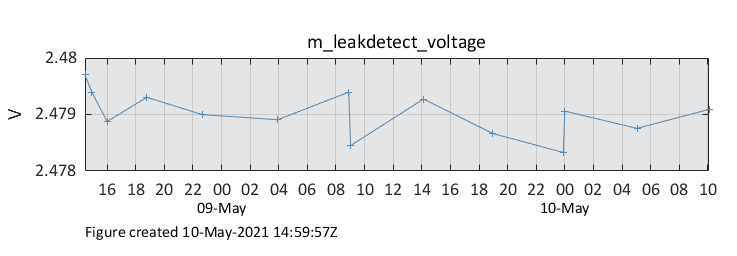 m_leakdetect_voltage
2.48
2.479
2.478
V
16 18 20 22 00 02 04 06 08 10 12 14 16 18 20 22 00 02 04 06 08 10
09-May 10-May
Figure created 10-May-2021 14:59:57Z